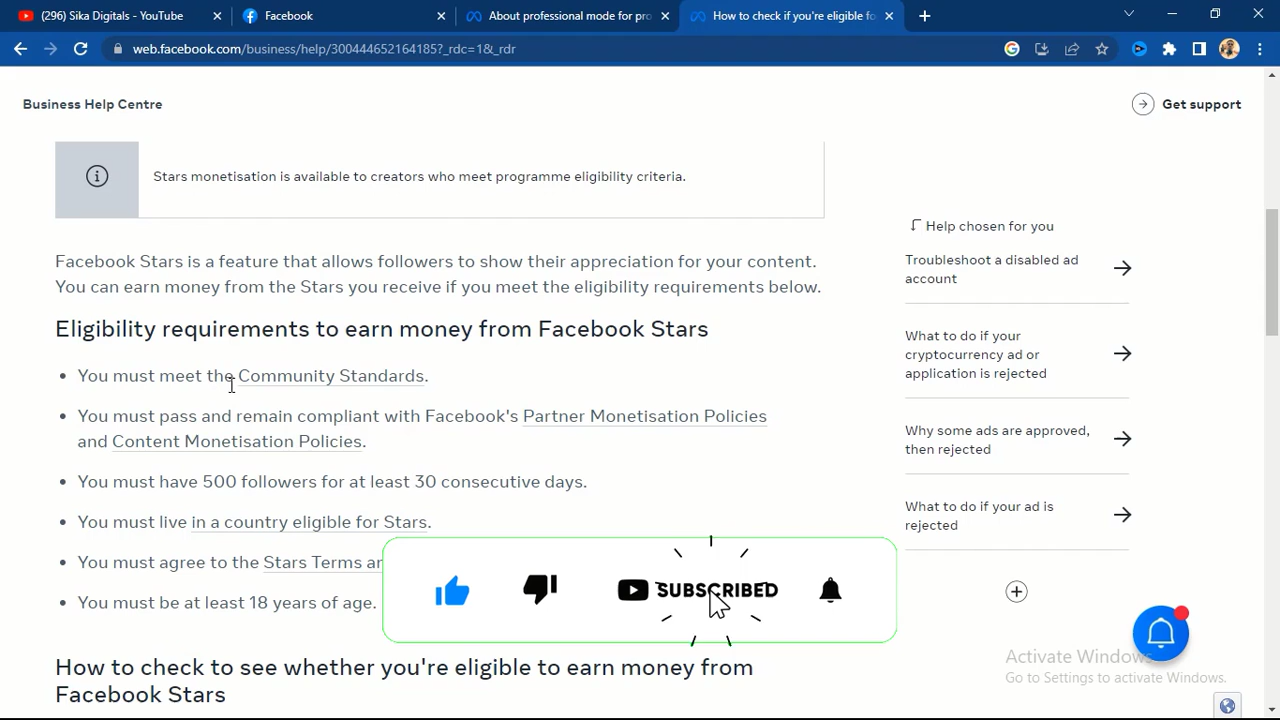 (296) Sika Digitals - YouTube
Facebook
About professional mode for pro
How to check if you're eligible fo
web.facebook.com/business/help/3004446521641857?_rdc=1&_rdr
Business Help Centre
Get support
Stars monetisation is available to creators who meet programme eligibility criteria.
Help chosen for you
Facebook Stars is a feature that allows followers to show their appreciation for your content.
You can earn money from the Stars you receive if you meet the eligibility requirements below.
Troubleshoot a disabled ad
account
Eligibility requirements to earn money from Facebook Stars
What to do if your
cryptocurrency ad or
application is rejected
You must meet the Community Standards.
You must pass and remain compliant with Facebook's Partner Monetisation Policies
and Content Monetisation Policies.
Why some ads are approved,
then rejected
You must have 500 followers for at least 30 consecutive days.
What to do if your ad is
rejected
You must live in a country eligible for Stars.
You must agree to the Stars Terms an
You must be at least 18 years of age.
SUBSCRIBED
Activate Windows
Go to Settings to activate Windows.
How to check to see whether you're eligible to earn money from
Facebook Stars